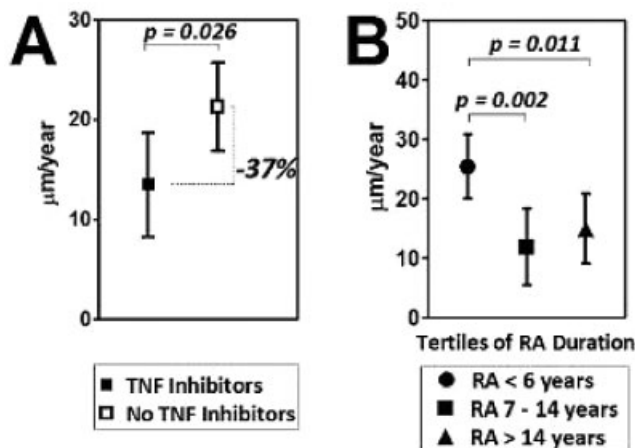 A
p = 0.026
30
20
10
0
μm/year
-37%
■ TNF Inhibitors
□ No TNF Inhibitors
B
p = 0.011
p = 0.002
50
40
30
20
10
0
μm/year
Tertiles of RA Duration
● RA < 6 years
■ RA 7 - 14 years
▲ RA > 14 years